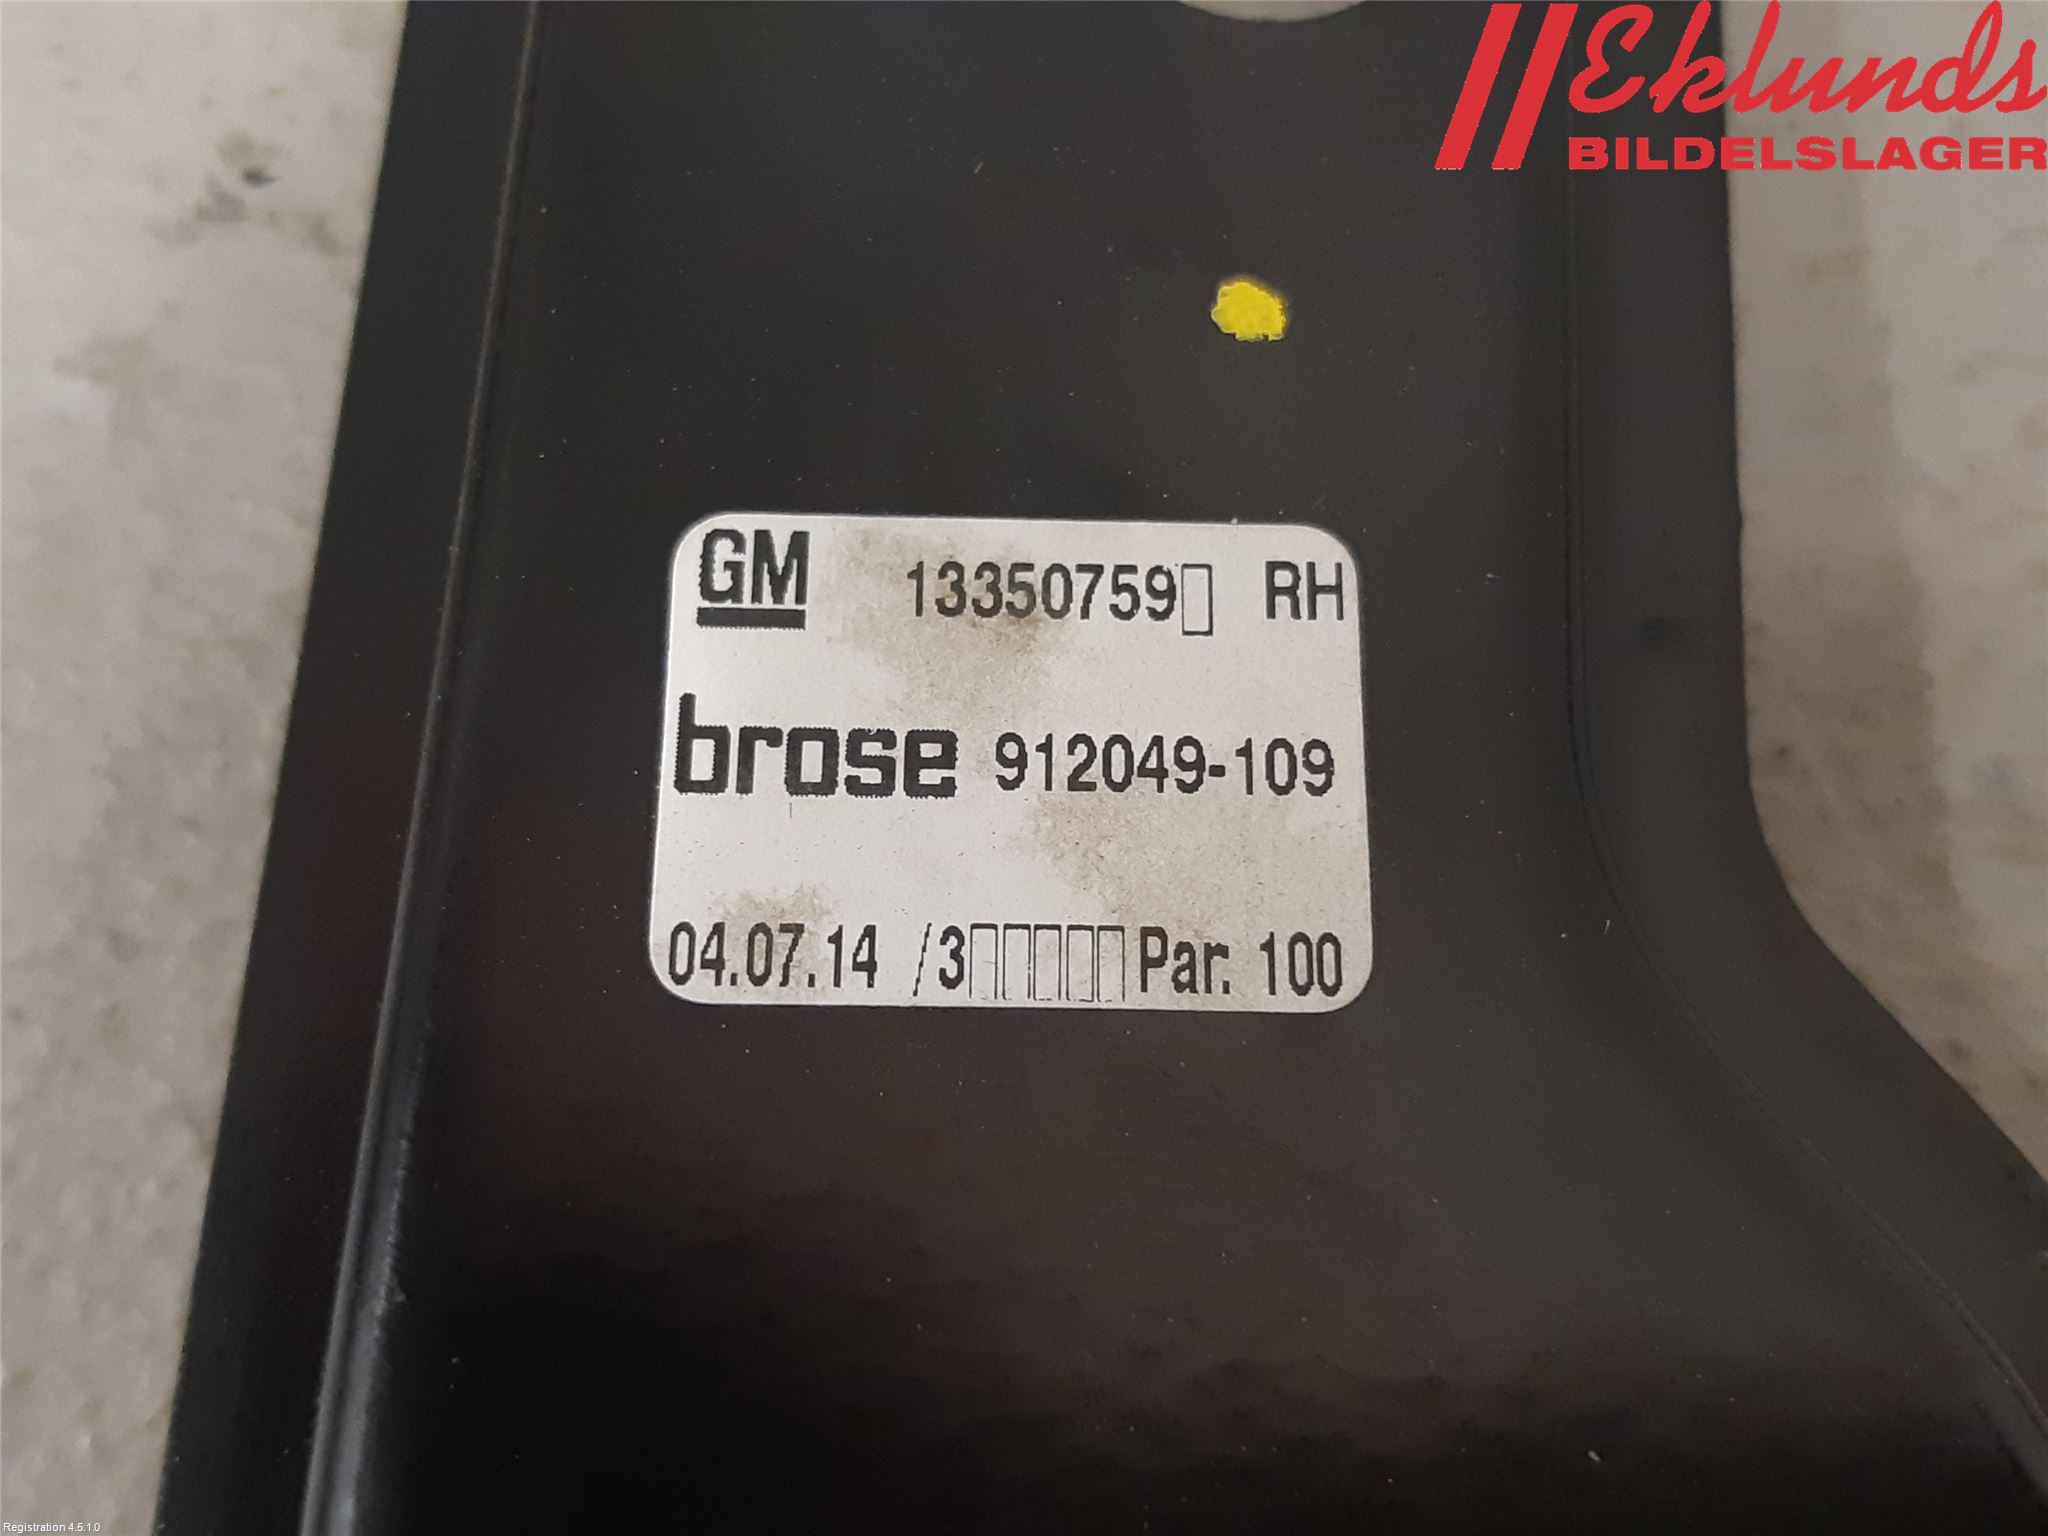 Eklunds
BILDELSLAGER
GM 13350759▯ RH
brose 912049-109
04.07.14 /3▯▯▯▯▯Par. 100
Registration 4.5.1.0